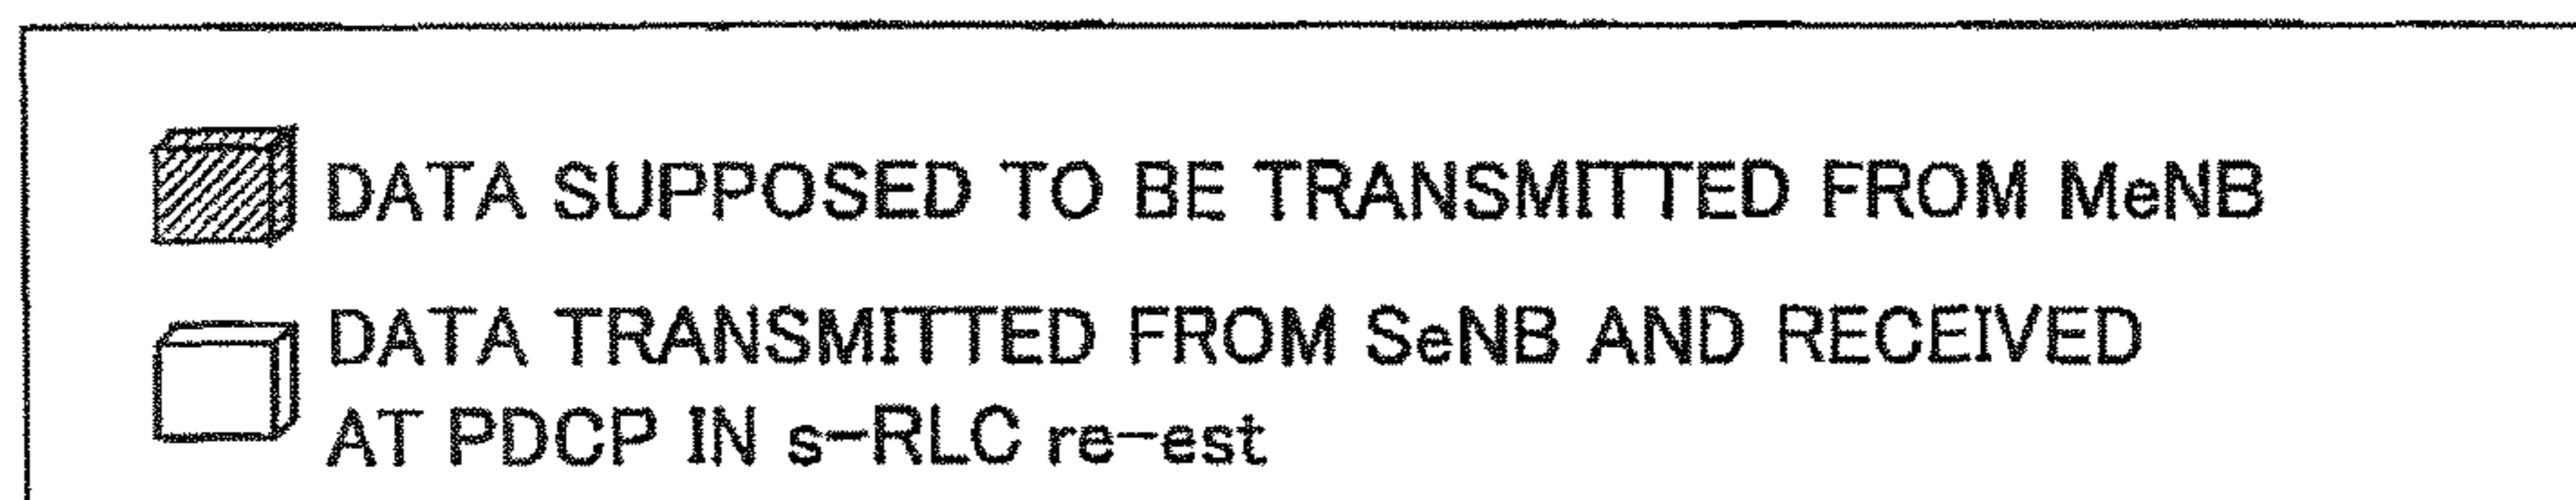 DATA SUPPOSED TO BE TRANSMITTED FROM MeNB
DATA TRANSMITTED FROM SeNB AND RECEIVED
AT PDCP IN s-RLC re-est